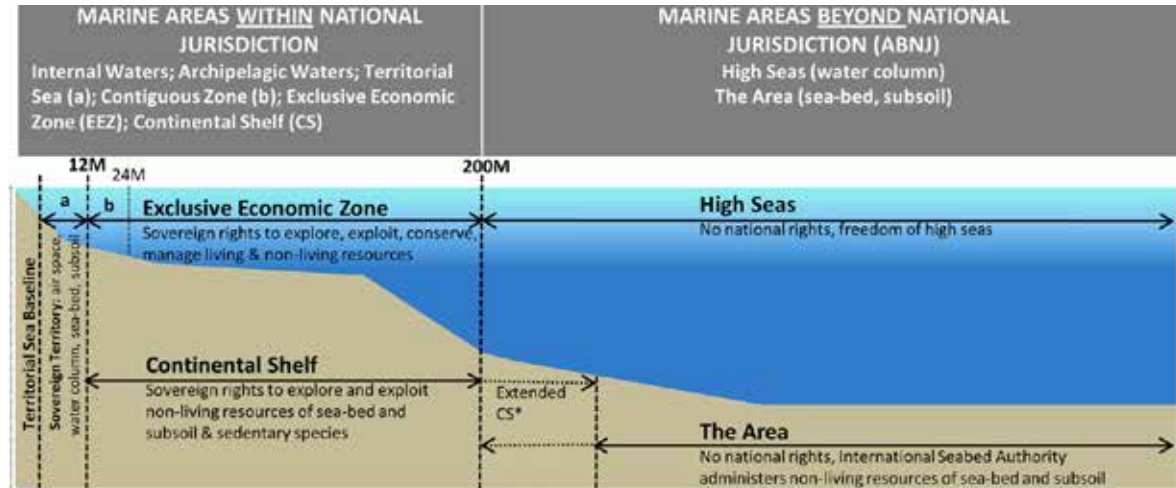 MARINE AREAS WITHIN NATIONAL
JURISDICTION
Internal Waters; Archipelagic Waters; Territorial
Sea (a); Contiguous Zone (b); Exclusive Economic
Zone (EEZ); Continental Shelf (CS)
MARINE AREAS BEYOND NATIONAL
JURISDICTION (ABNJ)
High Seas (water column)
The Area (sea-bed, subsoil)
12M
24M
200M
a
b
Exclusive Economic Zone
Sovereign rights to explore, exploit, conserve,
manage living & non-living resources
High Seas
No national rights, freedom of high seas
Territorial Sea Baseline
Sovereign Territory: air space,
water column, sea-bed, subsoil
Continental Shelf
Sovereign rights to explore and exploit
non-living resources of sea-bed and
subsoil & sedentary species
Extended
CS*
The Area
No national rights, International Seabed Authority
administers non-living resources of sea-bed and subsoil